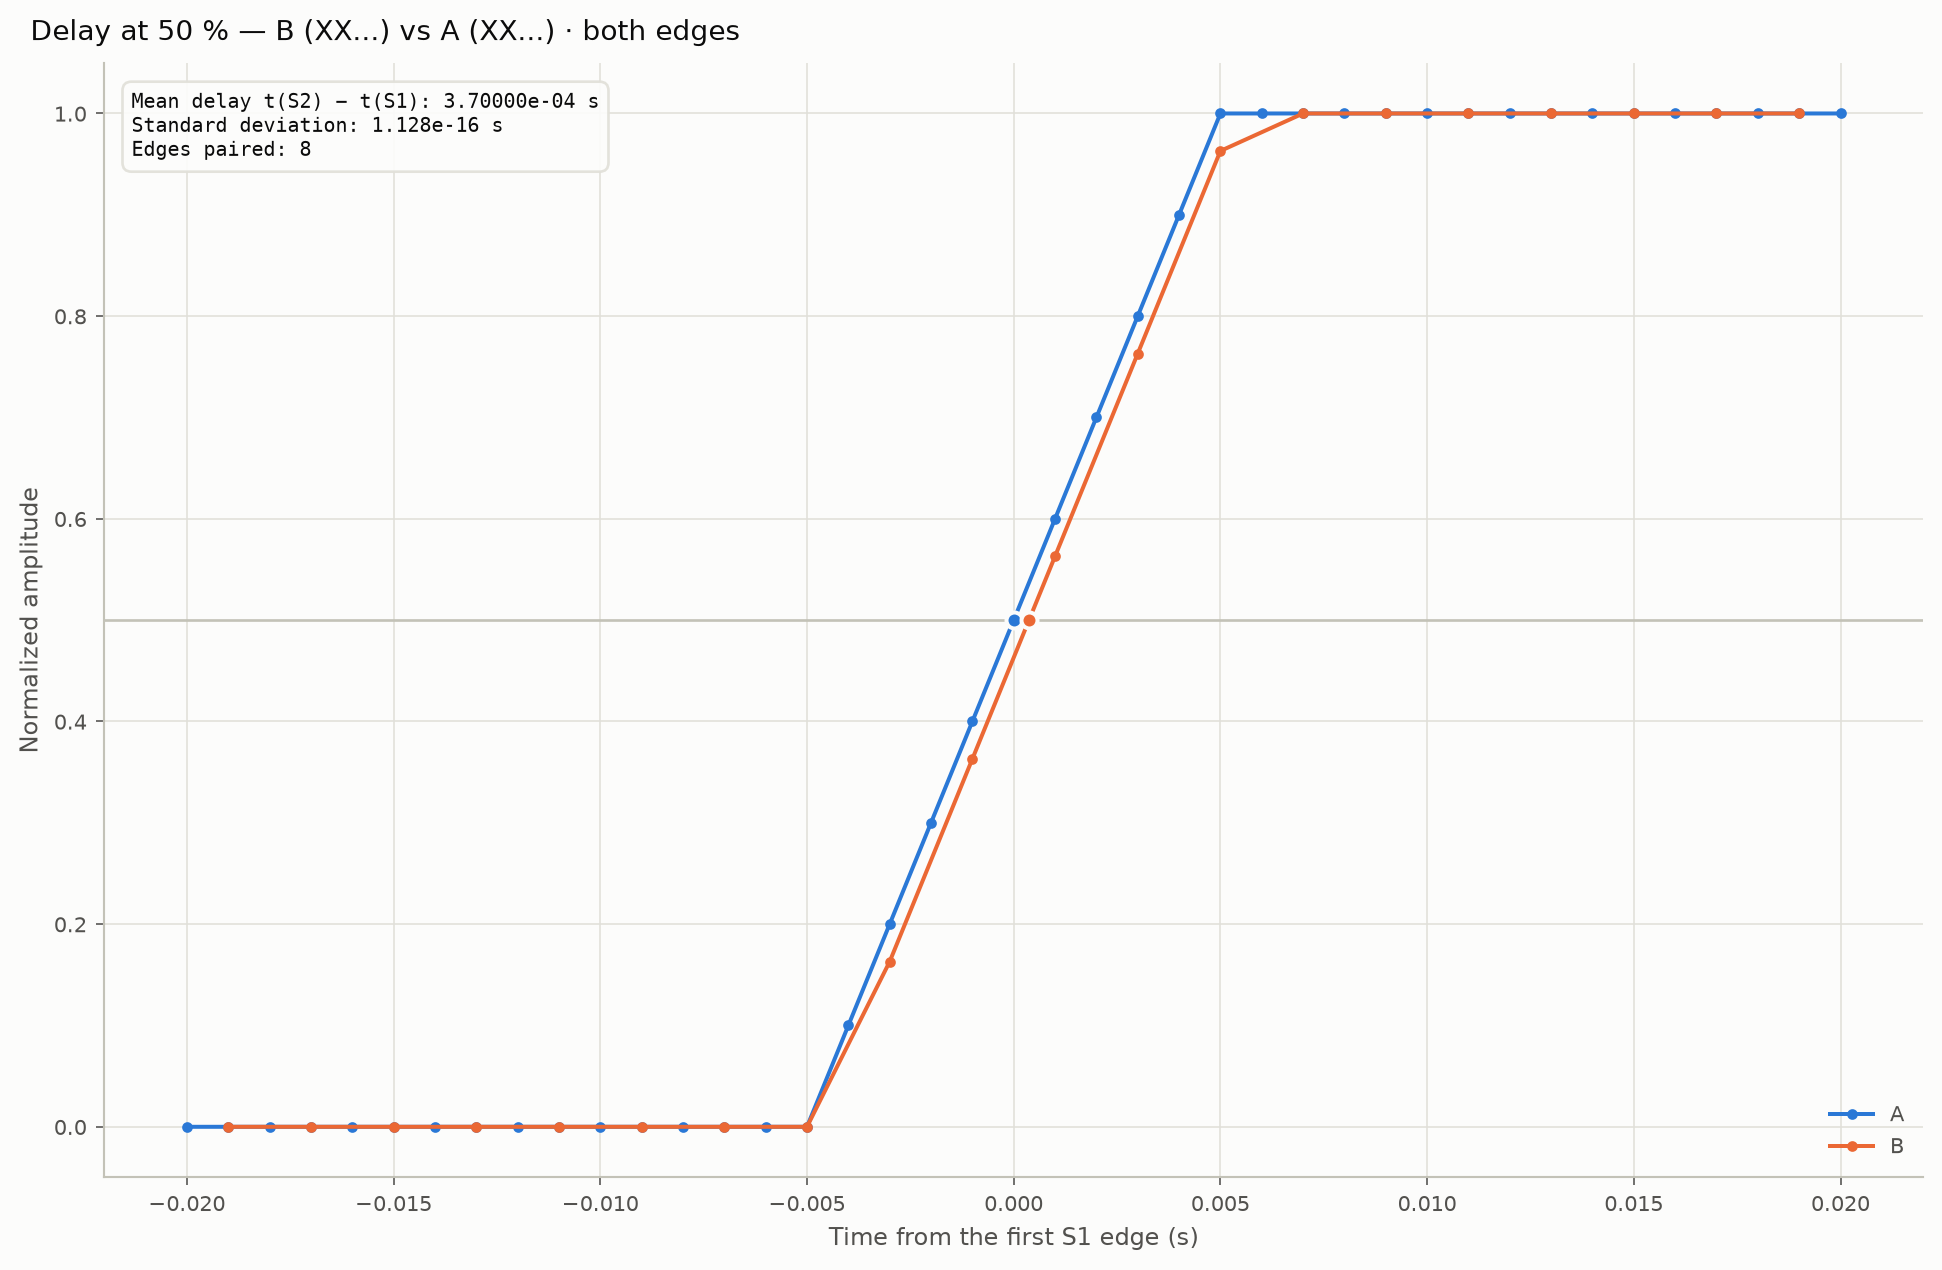 Delay at 50 % — B (XX...) vs A (XX...) · both edges
Mean delay t(S2) − t(S1): 3.70000e-04 s
Standard deviation: 1.128e-16 s
Edges paired: 8
Normalized amplitude
1.0
0.8
0.6
0.4
0.2
0.0
A
B
−0.020
−0.015
−0.010
−0.005
0.000
0.005
0.010
0.015
0.020
Time from the first S1 edge (s)